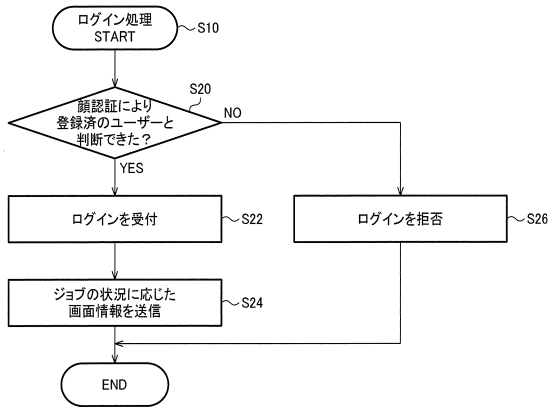 ログイン処理
START
S10
顔認証により
登録済のユーザーと
判断できた？
S20
NO
YES
ログインを受付
S22
ログインを拒否
S26
ジョブの状況に応じた
画面情報を送信
S24
END